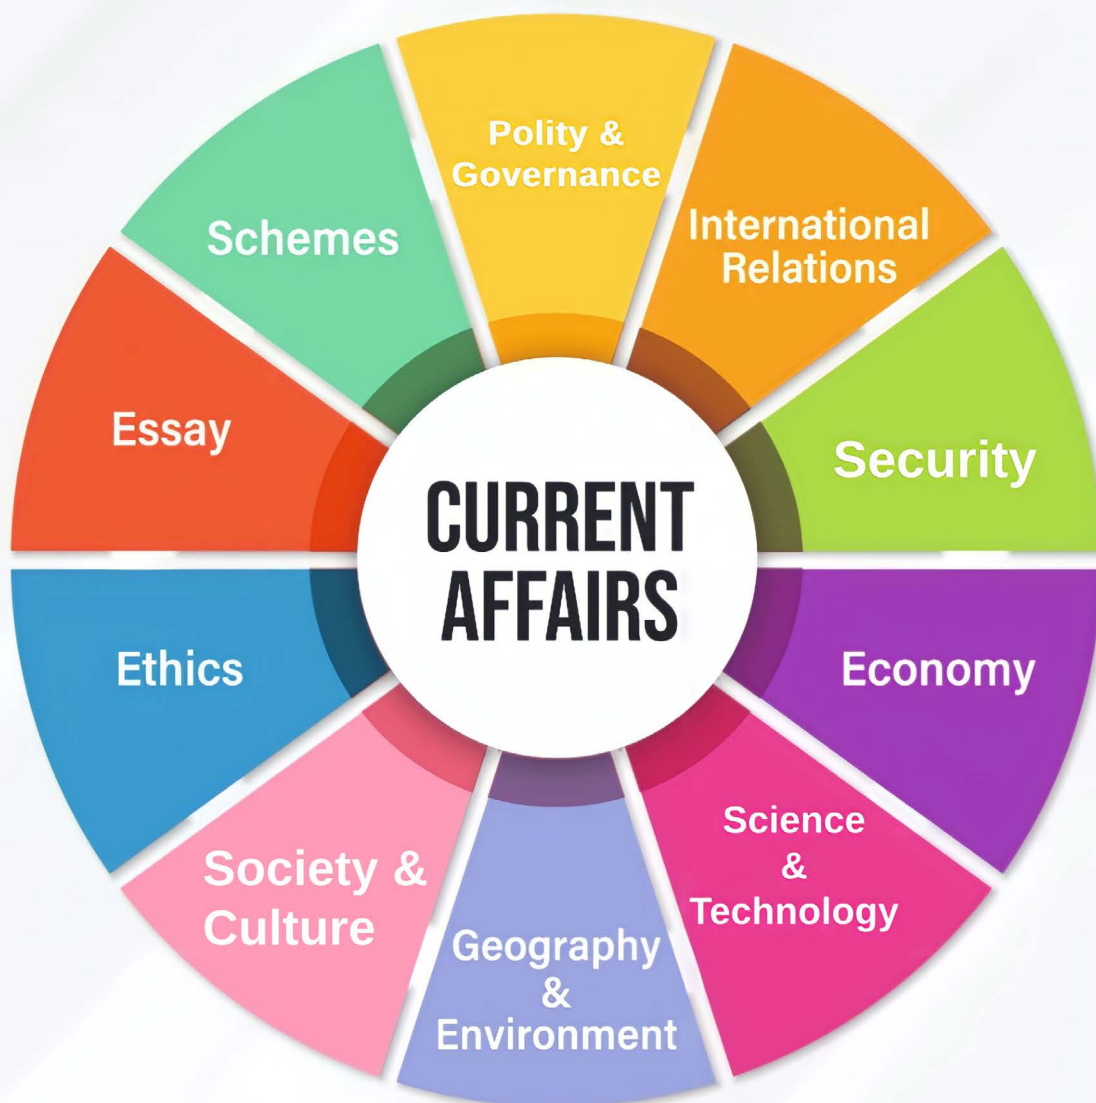 CURRENT
AFFAIRS
Polity &
Governance
International
Relations
Security
Economy
Science
&
Technology
Geography
&
Environment
Society &
Culture
Ethics
Essay
Schemes